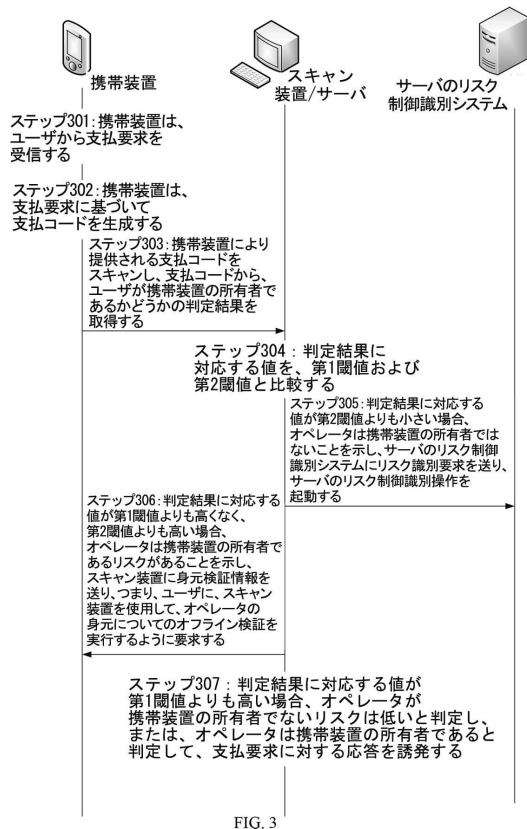 携帯装置
スキャン
装置/サーバ
サーバのリスク
制御識別システム
ステップ301：携帯装置は、
ユーザから支払要求を
受信する
ステップ302：携帯装置は、
支払要求に基づいて
支払コードを生成する
ステップ303：携帯装置により
提供される支払コードを
スキャンし、支払コードから、
ユーザが携帯装置の所有者で
あるかどうかの判定結果を
取得する
ステップ304：判定結果に
対応する値を、第1閾値および
第2閾値と比較する
ステップ305：判定結果に対応する
値が第2閾値よりも小さい場合、
オペレータは携帯装置の所有者では
ないことを示し、サーバのリスク制御
識別システムにリスク識別要求を送り、
サーバのリスク制御識別操作を
起動する
ステップ306：判定結果に対応する
値が第1閾値よりも高くなく、
第2閾値よりも高い場合、
オペレータは携帯装置の所有者で
あるリスクがあることを示し、
スキャン装置に身元検証情報を
送り、つまり、ユーザに、スキャン
装置を使用して、オペレータの
身元についてのオフライン検証を
実行するように要求する
ステップ307：判定結果に対応する値が
第1閾値よりも高い場合、オペレータが
携帯装置の所有者でないリスクは低いと判定し、
または、オペレータは携帯装置の所有者であると
判定して、支払要求に対する応答を誘発する
FIG. 3